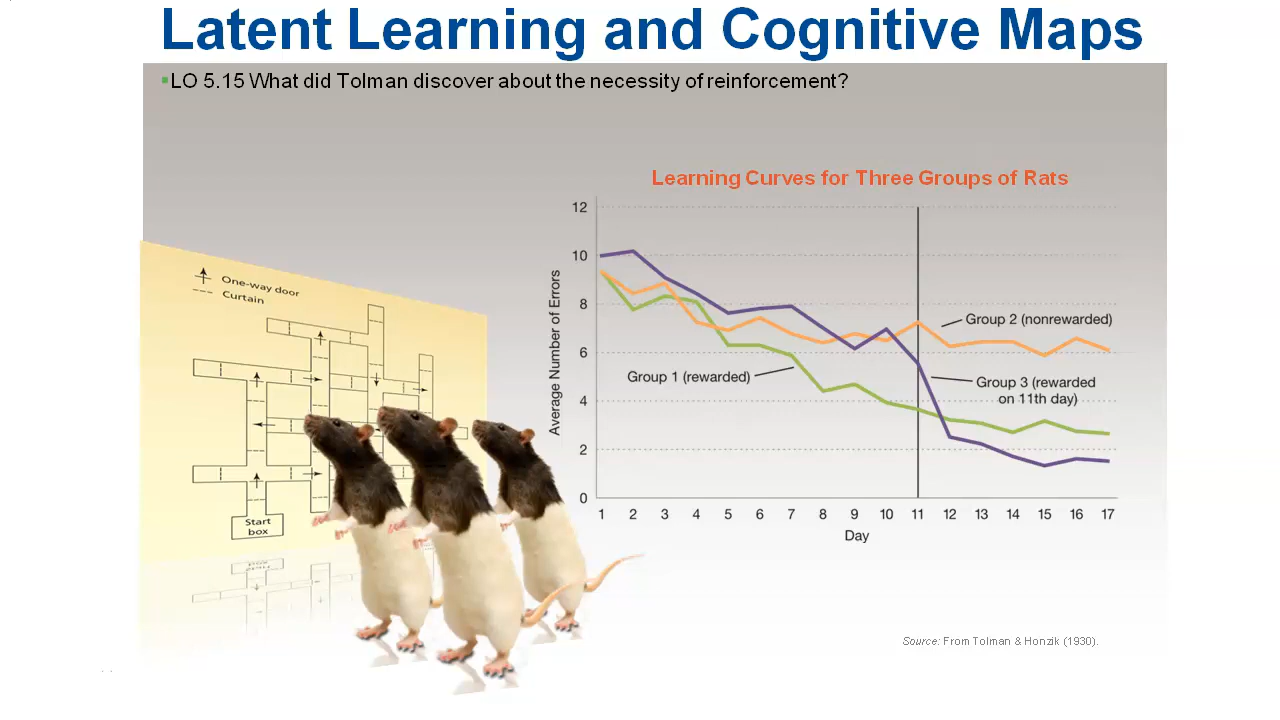 Latent Learning and Cognitive Maps
LO 5.15 What did Tolman discover about the necessity of reinforcement?
Learning Curves for Three Groups of Rats
12
10
8
6
4
2
0
Average Number of Errors
Group 2 (nonrewarded)
Group 1 (rewarded)
Group 3 (rewarded
on 11th day)
1 2 3 4 5 6 7 8 9 10 11 12 13 14 15 16 17
Day
One-way door
Curtain
Start
box
Source: From Tolman & Honzik (1930).